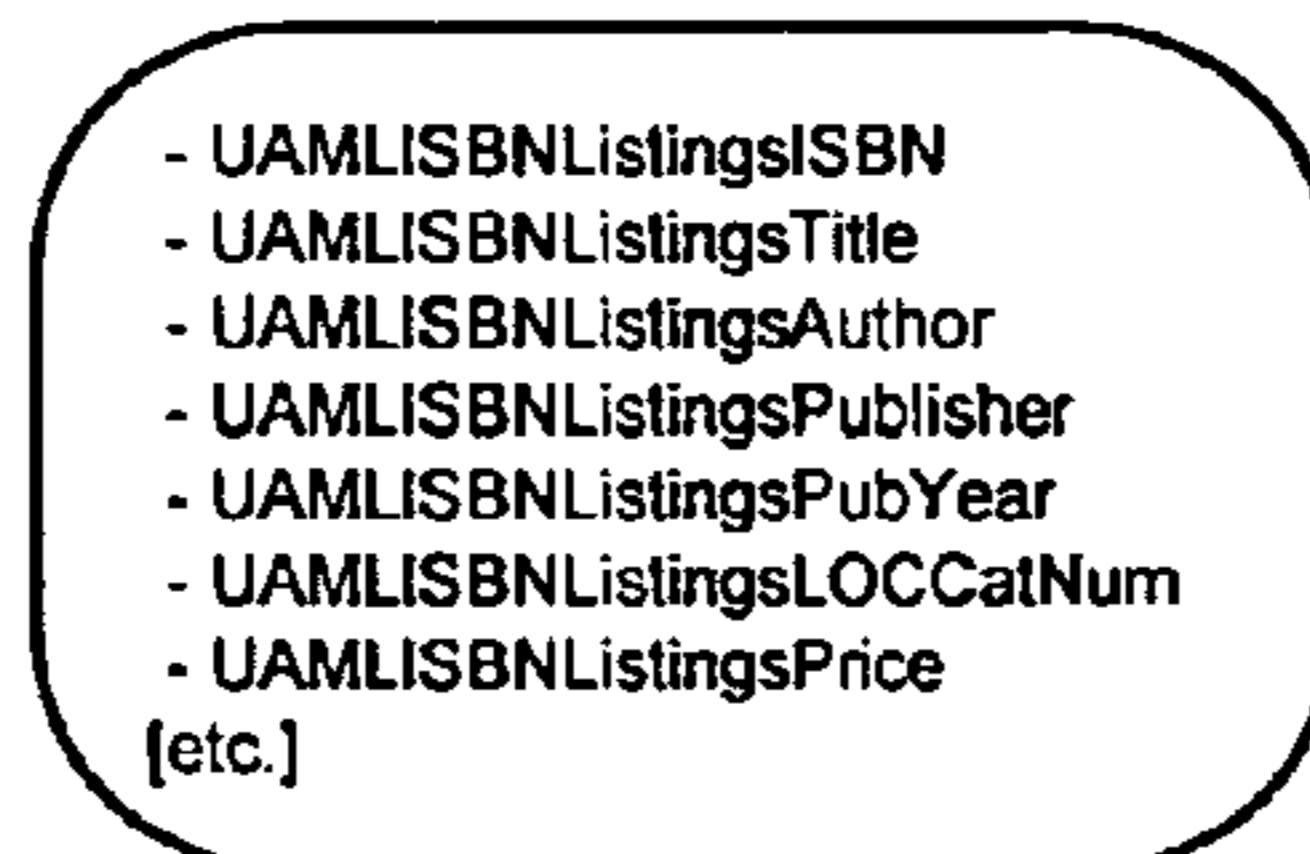 - UAMLISBNListingsISBN
- UAMLISBNListingsTitle
- UAMLISBNListingsAuthor
- UAMLISBNListingsPublisher
- UAMLISBNListingsPubYear
- UAMLISBNListingsLOCCatNum
- UAMLISBNListingsPrice
[etc.]